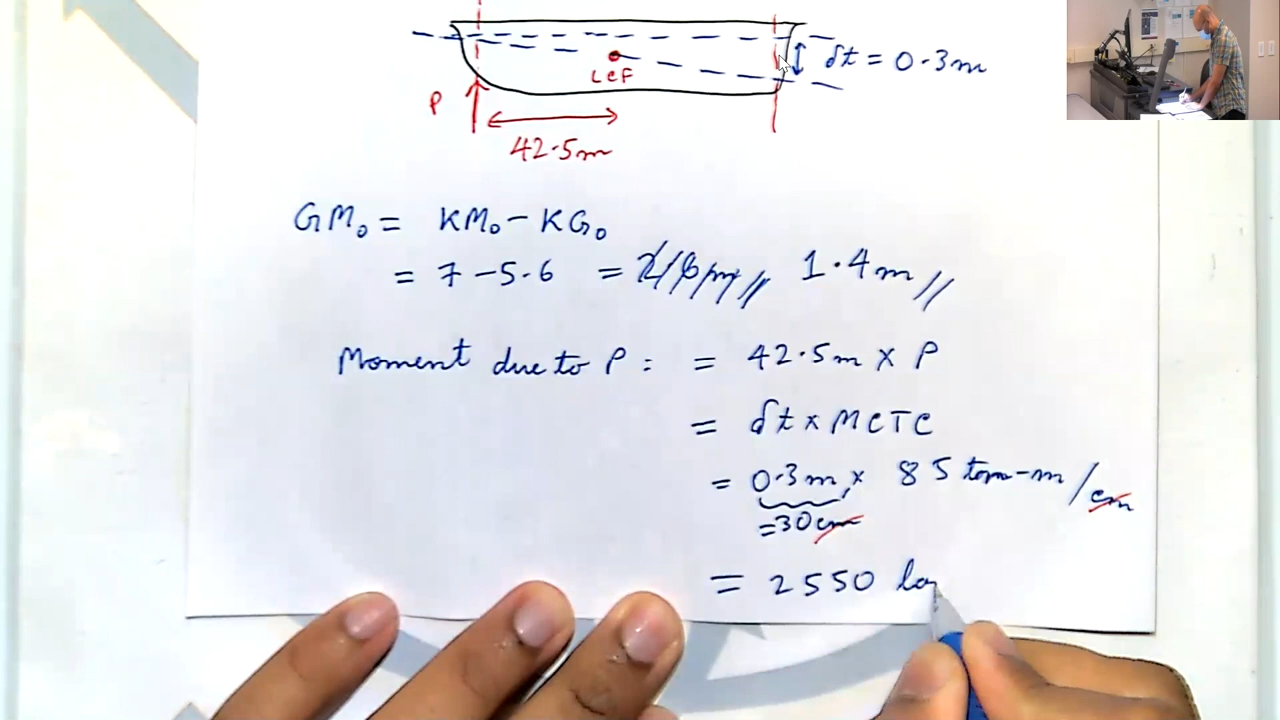 δt = 0.3m
LCF
P
42.5m
GM₀ = KM₀ - KG₀
= 7 - 5.6 = 1.4m //
Moment due to P : = 42.5m × P
= δt × MCTC
= 0.3m × 85 tom-m / cm
= 30cm
= 2550